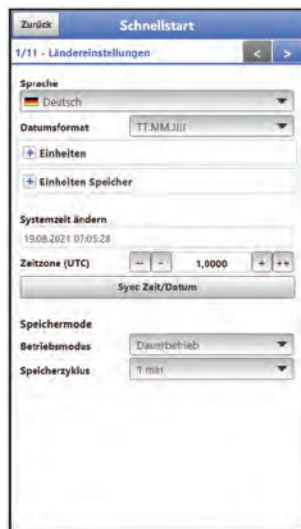 Zurück Schnellstart
1/11 - Ländereinstellungen < >
Sprache
Deutsch
Datumsformat TT.MM.JJJJ
+ Einheiten
+ Einheiten Speicher
Systemzeit ändern
19.08.2021 07:05:28
Zeitzone (UTC) -- - 1,0000 + ++
Sync Zeit/Datum
Speichermode
Betriebsmodus Dauerbetrieb
Speicherzyklus 1 min